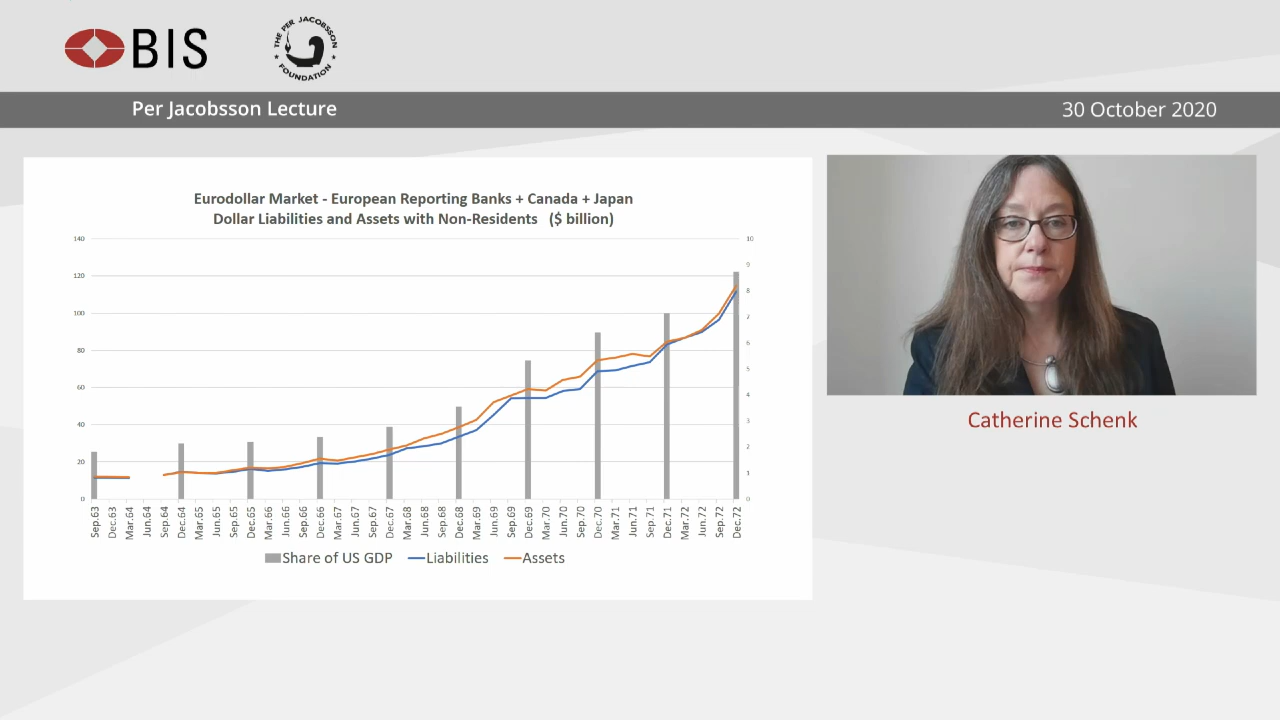 BIS
THE PER JACOBSSON
FOUNDATION
Per Jacobsson Lecture
30 October 2020
Eurodollar Market - European Reporting Banks + Canada + Japan
Dollar Liabilities and Assets with Non-Residents ($ billion)
140
120
100
80
60
40
20
0
10
9
8
7
6
5
4
3
2
1
0
Sep.63
Dec.63
Mar.64
Jun.64
Sep.64
Dec.64
Mar.65
Jun.65
Sep.65
Dec.65
Mar.66
Jun.66
Sep.66
Dec.66
Mar.67
Jun.67
Sep.67
Dec.67
Mar.68
Jun.68
Sep.68
Dec.68
Mar.69
Jun.69
Sep.69
Dec.69
Mar.70
Jun.70
Sep.70
Dec.70
Mar.71
Jun.71
Sep.71
Dec.71
Mar.72
Jun.72
Sep.72
Dec.72
Share of US GDP
Liabilities
Assets
Catherine Schenk